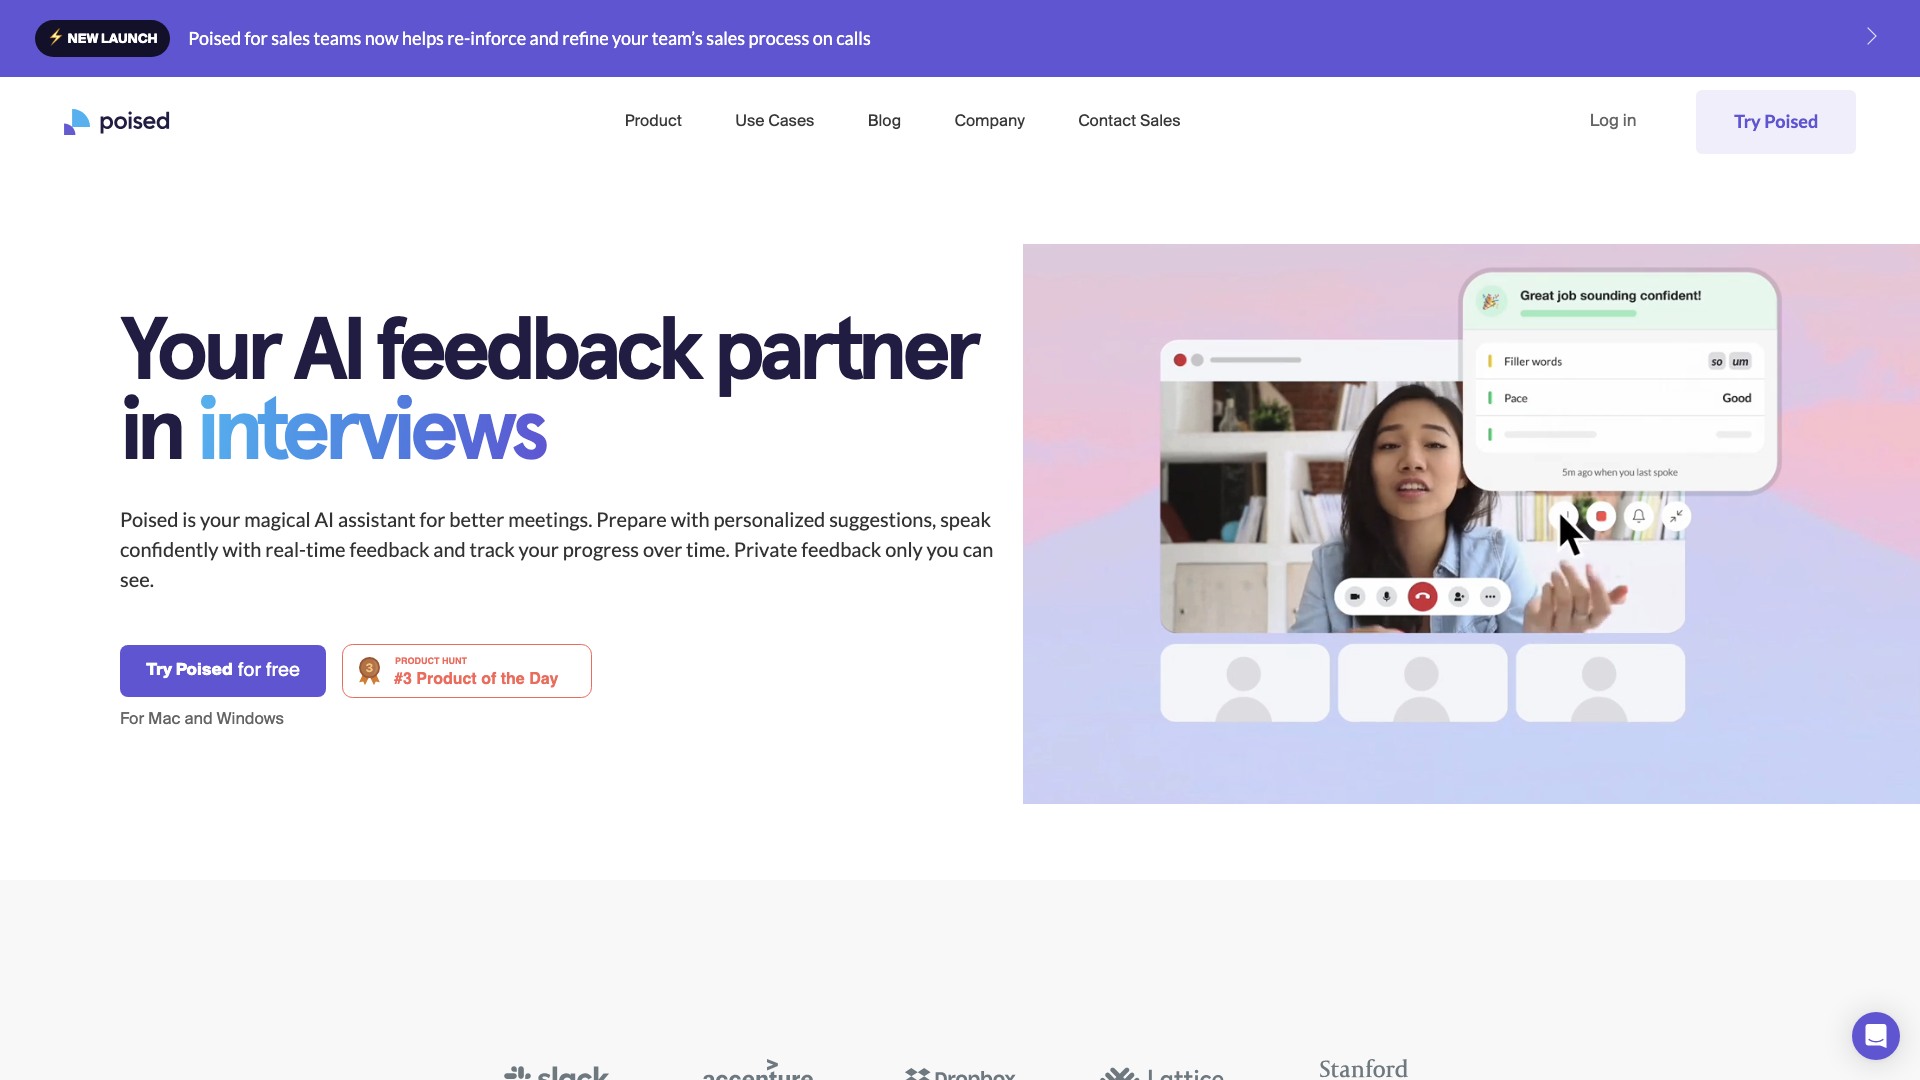 ⚡ NEW LAUNCH
Poised for sales teams now helps re-inforce and refine your team’s sales process on calls
poised
Product
Use Cases
Blog
Company
Contact Sales
Log in
Try Poised
Your AI feedback partner
in interviews
Poised is your magical AI assistant for better meetings. Prepare with personalized suggestions, speak
confidently with real-time feedback and track your progress over time. Private feedback only you can
see.
Try Poised for free
3
PRODUCT HUNT
#3 Product of the Day
For Mac and Windows
Great job sounding confident!
Filler words so um
Pace Good
5m ago when you last spoke
slack
accenture
Dropbox
Lattice
Stanford